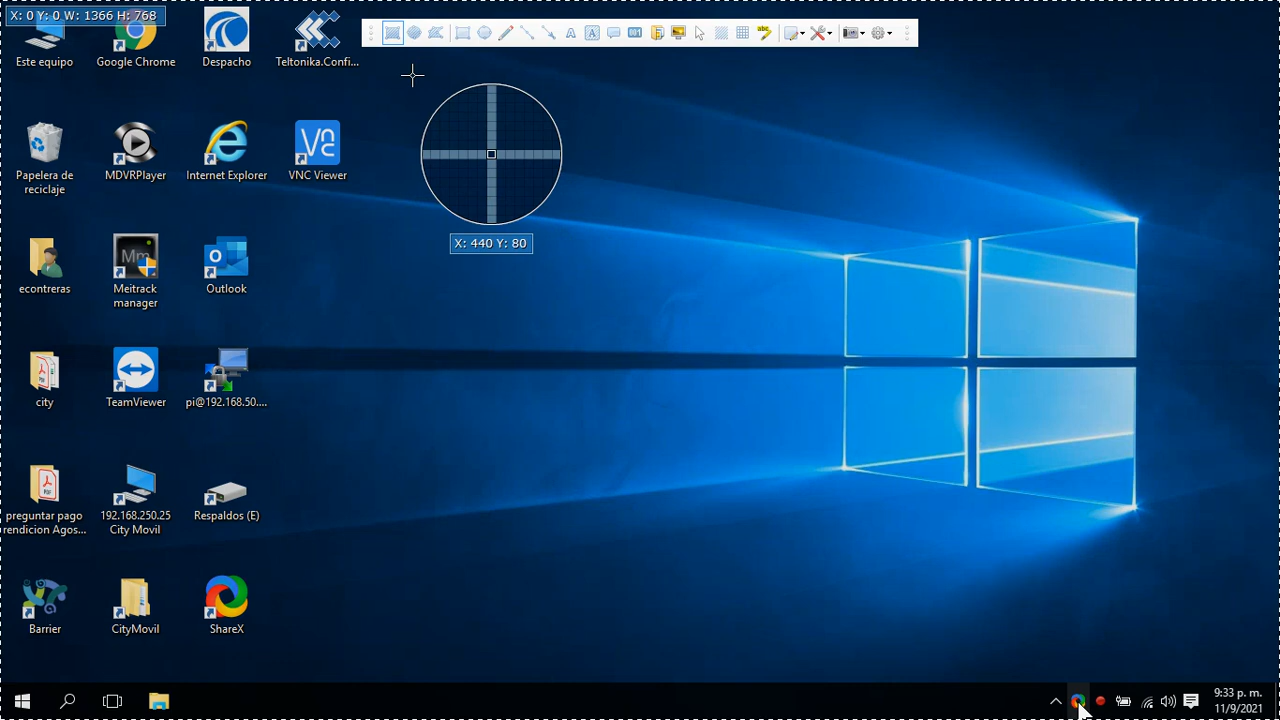 X: 0 Y: 0 W: 1366 H: 768
Este equipo
Google Chrome
Despacho
Teltonika.Confi...
A
A
001
Papelera de
reciclaje
MDVRPlayer
Internet Explorer
VNC Viewer
X: 440 Y: 80
econtreras
Meitrack
manager
Outlook
city
TeamViewer
pi@192.168.50....
preguntar pago
rendicion Agos...
192.168.250.25
City Movil
Respaldos (E)
Barrier
CityMovil
ShareX
9:33 p. m.
11/9/2021